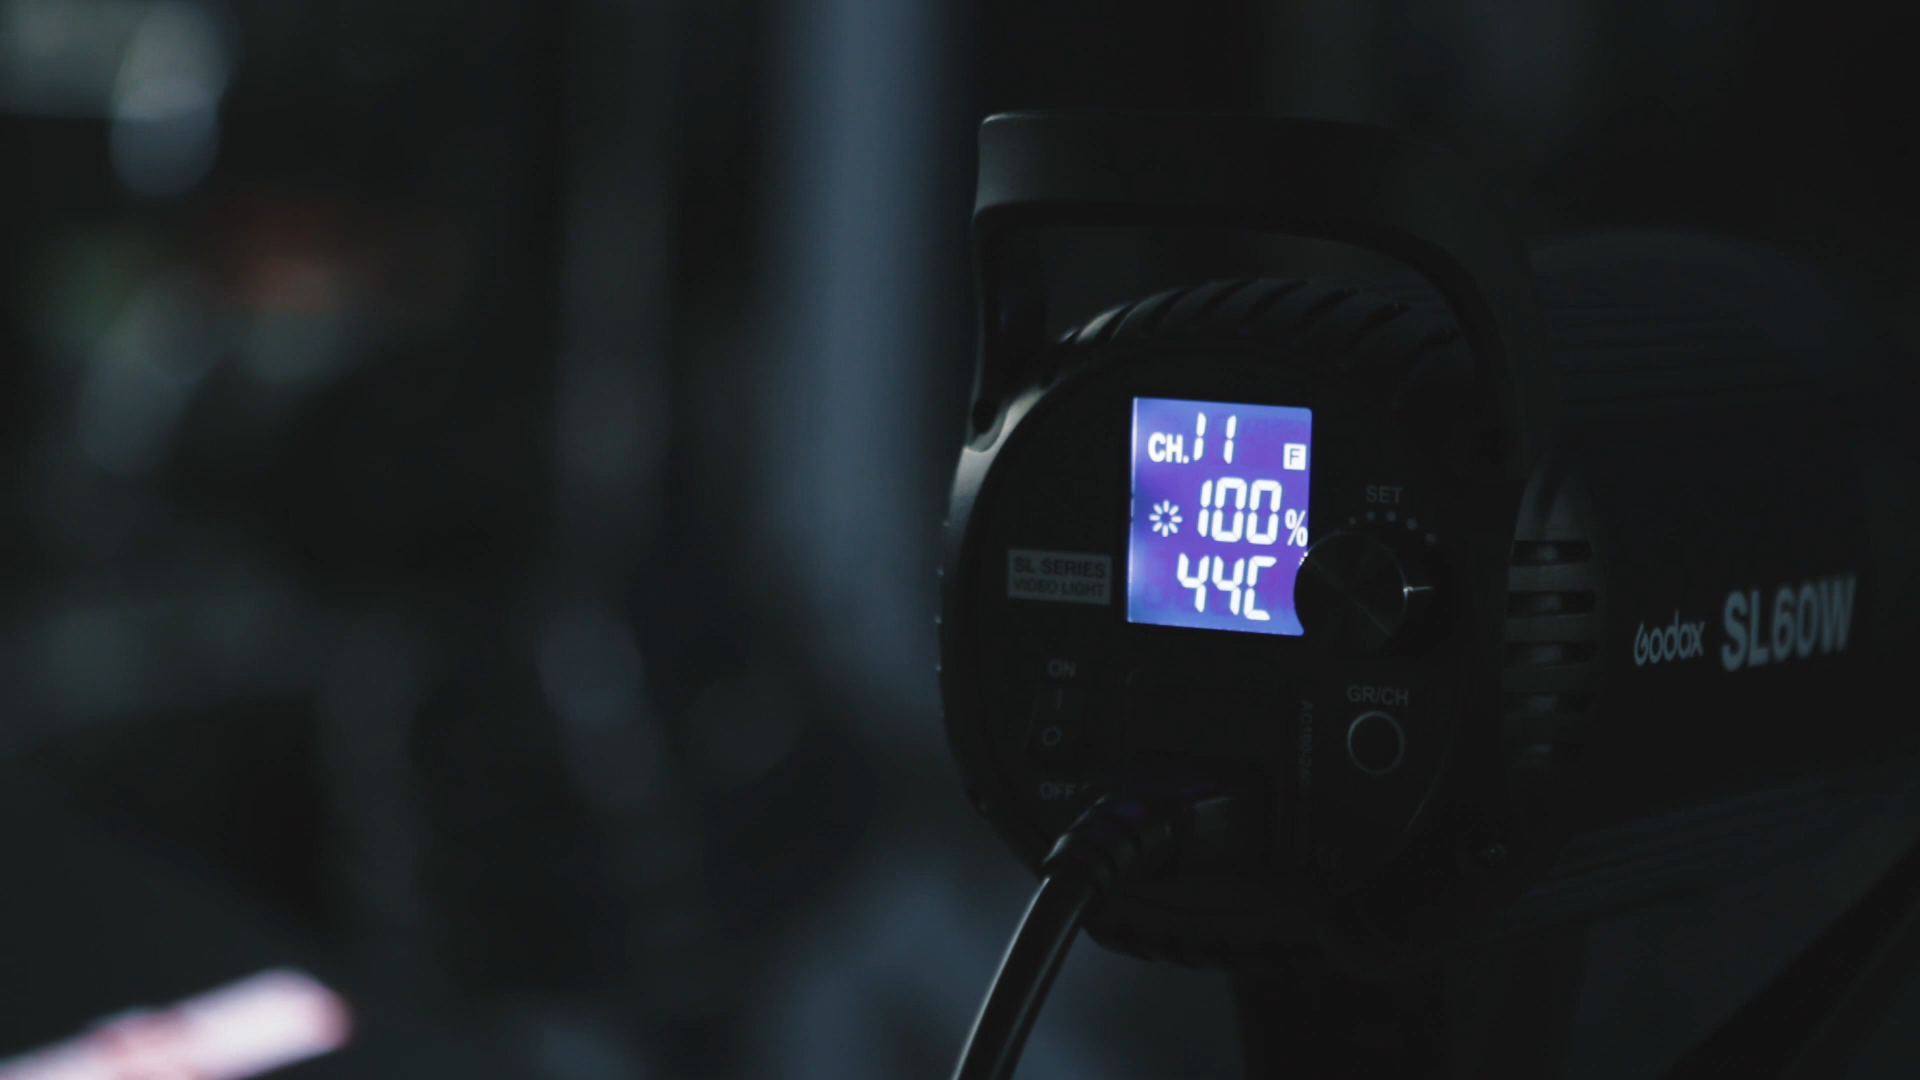 CH. 11 F
100%
44C
SET
SL SERIES
VIDEO LIGHT
Godox SL60W
ON
GR/CH
OFF